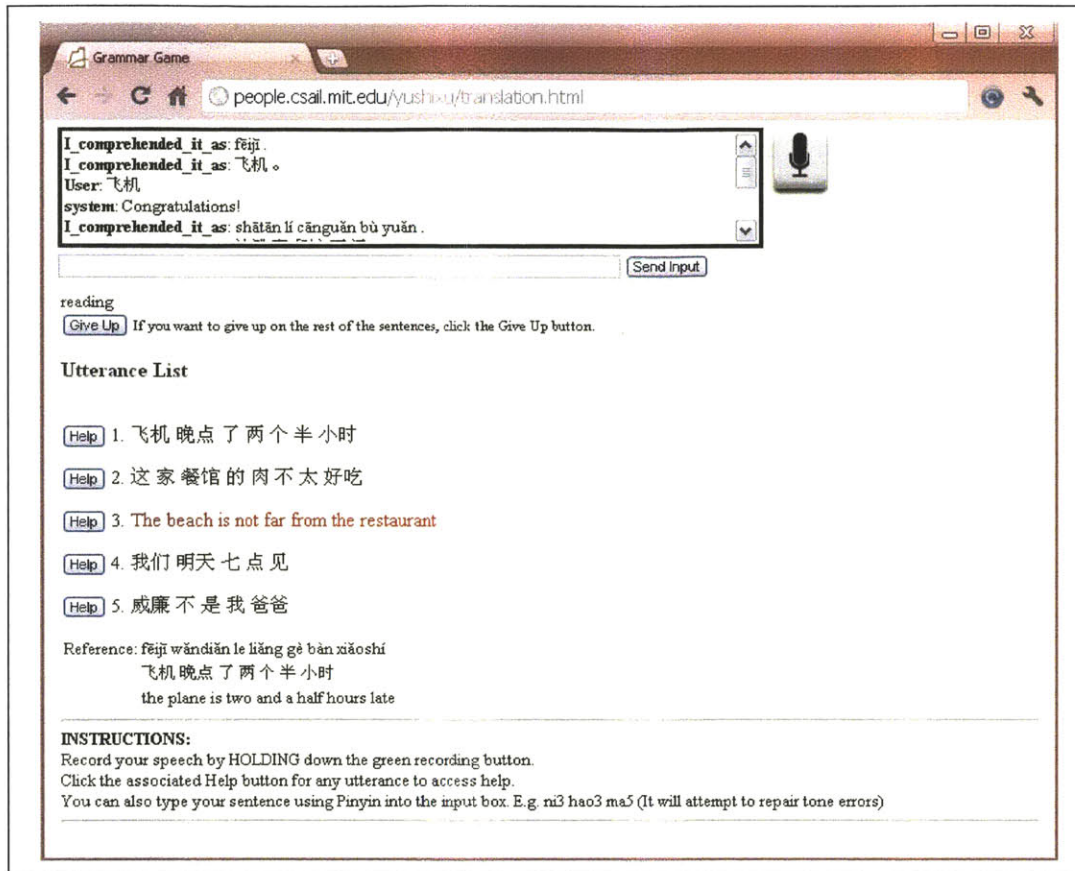 Grammar Game
people.csail.mit.edu/yushixu/translation.html
I_comprehended_it_as: fēijī .
I_comprehended_it_as: 飞机 。
User: 飞机
system: Congratulations!
I_comprehended_it_as: shātān lí cānguǎn bù yuǎn .
Send Input
reading
Give Up If you want to give up on the rest of the sentences, click the Give Up button.
Utterance List
Help 1. 飞机 晚点 了 两 个 半 小时
Help 2. 这 家 餐馆 的 肉 不 太 好吃
Help 3. The beach is not far from the restaurant
Help 4. 我们 明天 七 点 见
Help 5. 威廉 不 是 我 爸爸
Reference: fēijī wǎndiǎn le liǎng gè bàn xiǎoshí
飞机 晚点 了 两 个 半 小时
the plane is two and a half hours late
INSTRUCTIONS:
Record your speech by HOLDING down the green recording button.
Click the associated Help button for any utterance to access help.
You can also type your sentence using Pinyin into the input box. E.g. ni3 hao3 ma5 (It will attempt to repair tone errors)